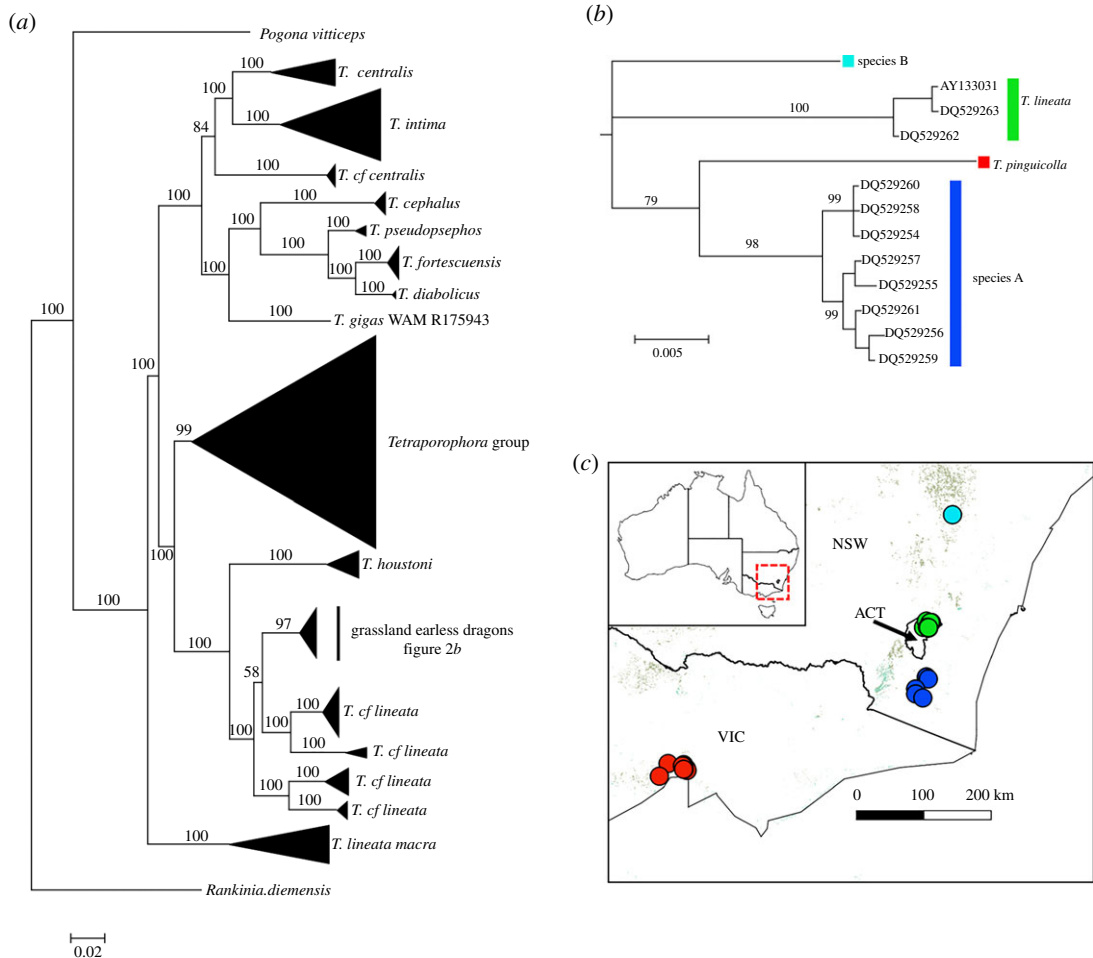 (a)
Pogona vitticeps
100
T. centralis
100
100
T. intima
84
100
T. cf centralis
100
100
T. cephalus
100
100
T. pseudopsephos
100
100
T. fortescuensis
100
100
T. diabolicus
100
100
T. gigas WAM R175943
100
100
100
99
Tetraporophora group
100
100
T. houstoni
100
97
grassland earless dragons
figure 2b
58
100
T. cf lineata
100
100
T. cf lineata
100
100
T. cf lineata
100
100
T. cf lineata
100
T. lineata macra
Rankinia.diemensis
0.02
(b)
species B
AY133031
T. lineata
100
DQ529263
DQ529262
T. pinguicolla
79
DQ529260
99
DQ529258
DQ529254
98
DQ529257
DQ529255
species A
DQ529261
99
DQ529256
DQ529259
0.005
(c)
NSW
ACT
VIC
0 100 200 km